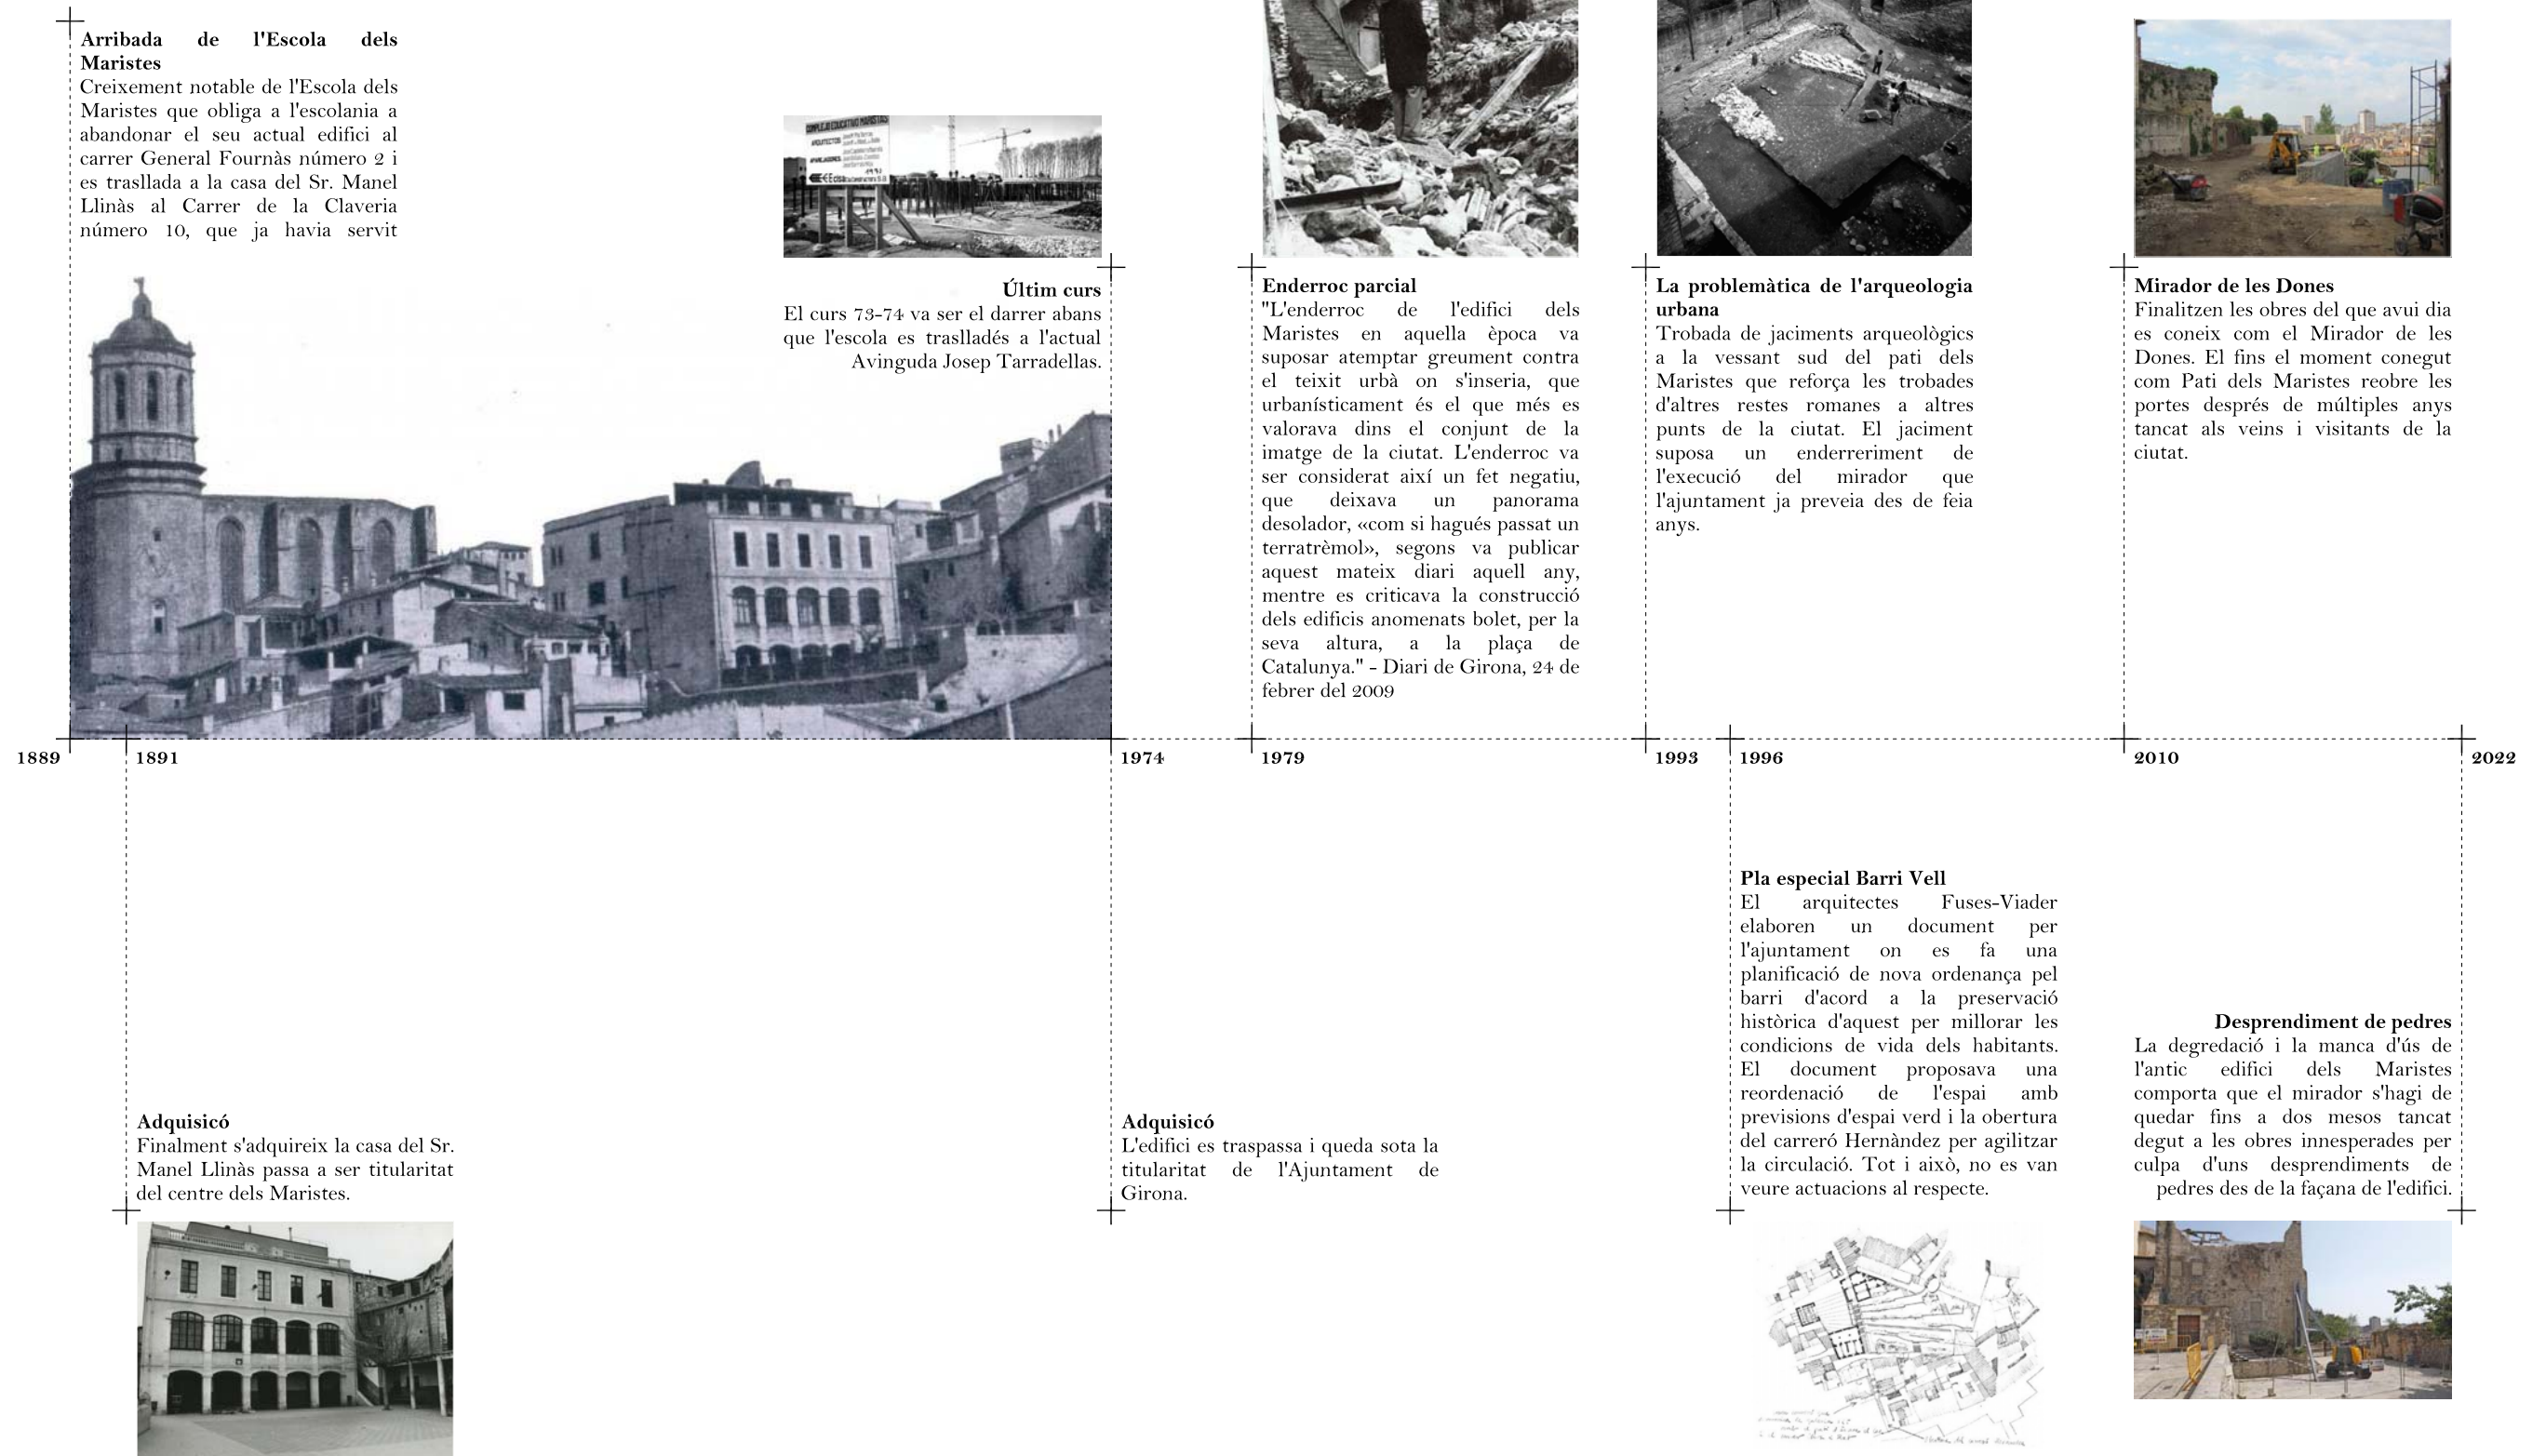 Arribada de l'Escola dels
Maristes
Creixement notable de l'Escola dels
Maristes que obliga a l'escolania a
abandonar el seu actual edifici al
carrer General Fournàs número 2 i
es trasllada a la casa del Sr. Manel
Llinàs al Carrer de la Claveria
número 10, que ja havia servit
COMPLEJO EDUCATIVO MARISTAS
ARQUITECTOS
APAREJADORES
Últim curs
El curs 73-74 va ser el darrer abans
que l'escola es traslladés a l'actual
Avinguda Josep Tarradellas.
Enderroc parcial
"L'enderroc de l'edifici dels
Maristes en aquella època va
suposar atemptar greument contra
el teixit urbà on s'inseria, que
urbanísticament és el que més es
valorava dins el conjunt de la
imatge de la ciutat. L'enderroc va
ser considerat així un fet negatiu,
que deixava un panorama
desolador, «com si hagués passat un
terratrèmol», segons va publicar
aquest mateix diari aquell any,
mentre es criticava la construcció
dels edificis anomenats bolet, per la
seva altura, a la plaça de
Catalunya." - Diari de Girona, 24 de
febrer del 2009
La problemàtica de l'arqueologia
urbana
Trobada de jaciments arqueològics
a la vessant sud del pati dels
Maristes que reforça les trobades
d'altres restes romanes a altres
punts de la ciutat. El jaciment
suposa un enderreriment de
l'execució del mirador que
l'ajuntament ja preveia des de feia
anys.
Mirador de les Dones
Finalitzen les obres del que avui dia
es coneix com el Mirador de les
Dones. El fins el moment conegut
com Pati dels Maristes reobre les
portes després de múltiples anys
tancat als veins i visitants de la
ciutat.
1889
1891
1974
1979
1993
1996
2010
2022
Adquisicó
Finalment s'adquireix la casa del Sr.
Manel Llinàs passa a ser titularitat
del centre dels Maristes.
Adquisicó
L'edifici es traspassa i queda sota la
titularitat de l'Ajuntament de
Girona.
Pla especial Barri Vell
El arquitectes Fuses-Viader
elaboren un document per
l'ajuntament on es fa una
planificació de nova ordenança pel
barri d'acord a la preservació
històrica d'aquest per millorar les
condicions de vida dels habitants.
El document proposava una
reordenació de l'espai amb
previsions d'espai verd i la obertura
del carreró Hernàndez per agilitzar
la circulació. Tot i això, no es van
veure actuacions al respecte.
Desprendiment de pedres
La degredació i la manca d'ús de
l'antic edifici dels Maristes
comporta que el mirador s'hagi de
quedar fins a dos mesos tancat
degut a les obres innesperades per
culpa d'uns desprendiments de
pedres des de la façana de l'edifici.